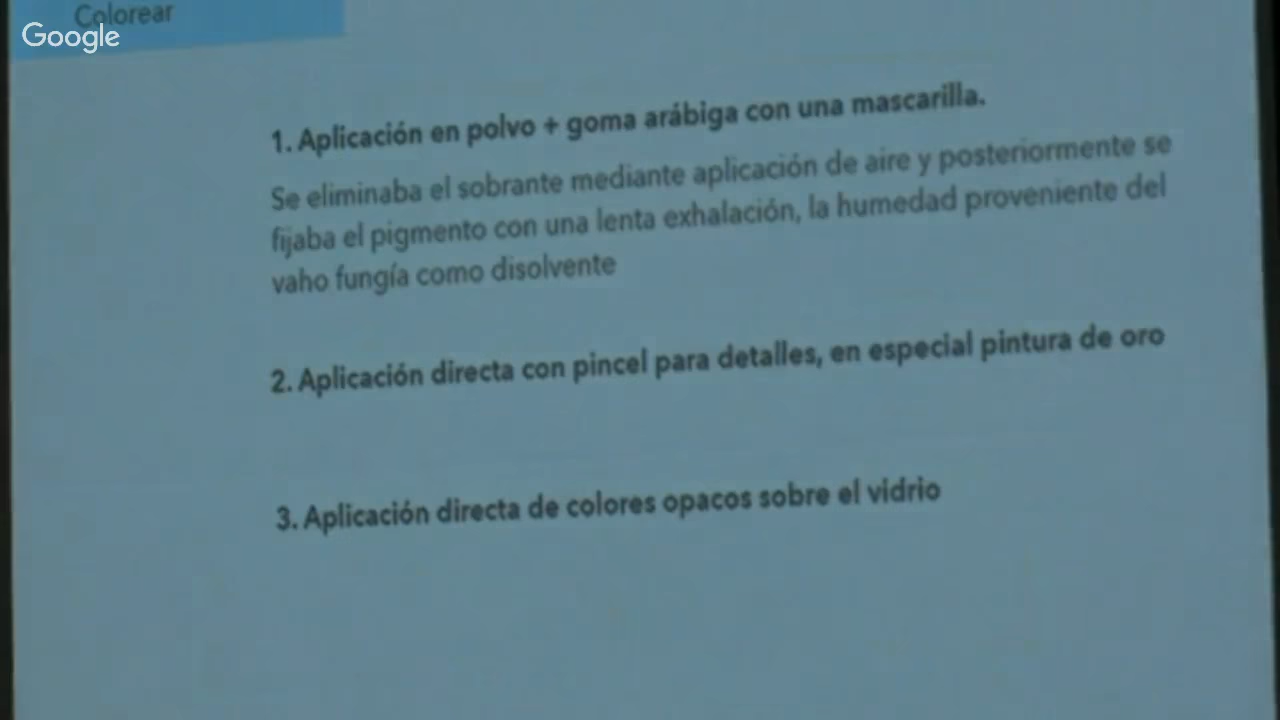 Colorear
Google
1. Aplicación en polvo + goma arábiga con una mascarilla.
Se eliminaba el sobrante mediante aplicación de aire y posteriormente se
fijaba el pigmento con una lenta exhalación, la humedad proveniente del
vaho fungía como disolvente
2. Aplicación directa con pincel para detalles, en especial pintura de oro
3. Aplicación directa de colores opacos sobre el vidrio